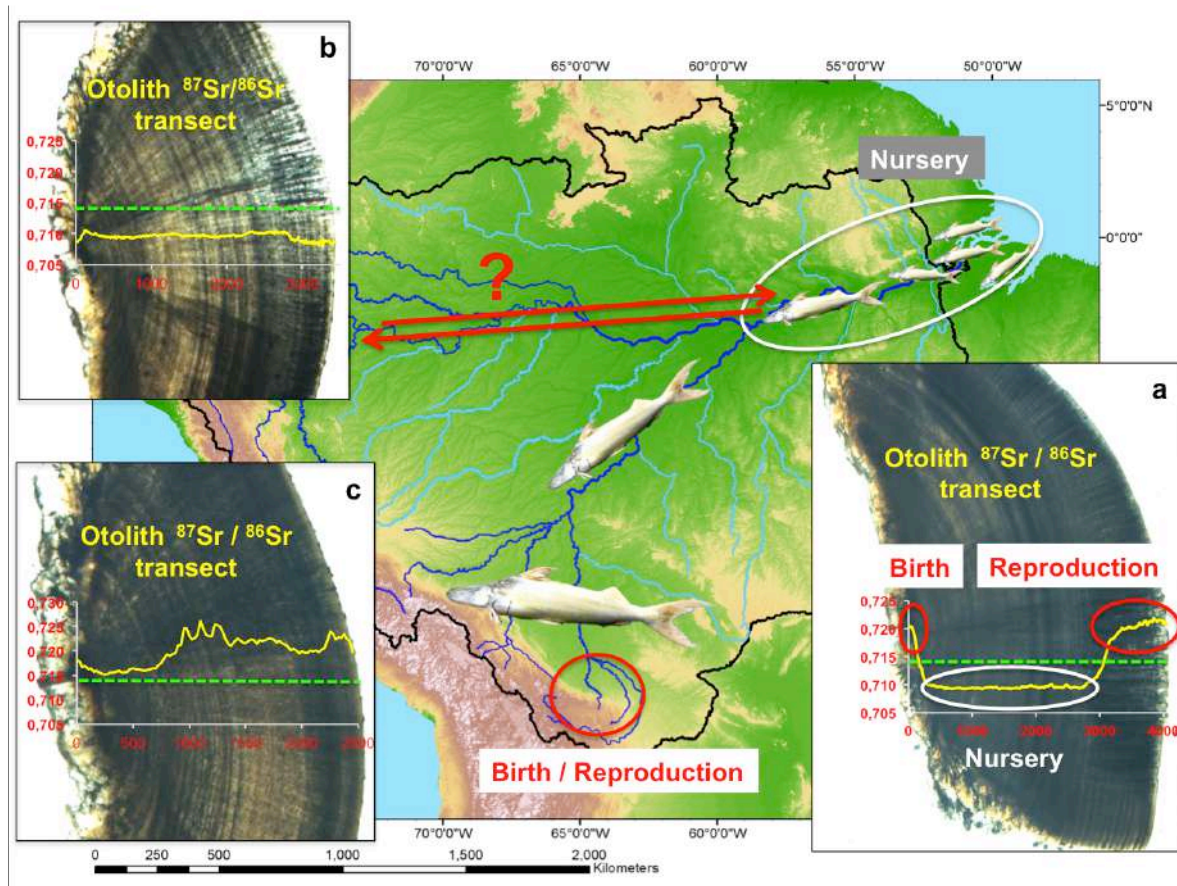 b
Otolith ⁸⁷Sr/⁸⁶Sr
transect
0,725
0,720
0,715
0,710
0,705
0
1000
70°0'0"W
65°0'0"W
60°0'0"W
55°0'0"W
50°0'0"W
5°0'0"N
0°0'0"
Nursery
?
a
Otolith ⁸⁷Sr / ⁸⁶Sr
transect
Birth
Reproduction
0,725
0,720
0,715
0,710
0,705
0
1000
2000
3000
4000
Nursery
c
Otolith ⁸⁷Sr / ⁸⁶Sr
transect
0,730
0,725
0,720
0,715
0,710
0,705
0
500
Birth / Reproduction
70°0'0"W
65°0'0"W
60°0'0"W
0 250 500 1,000 1,500 2,000
Kilometers